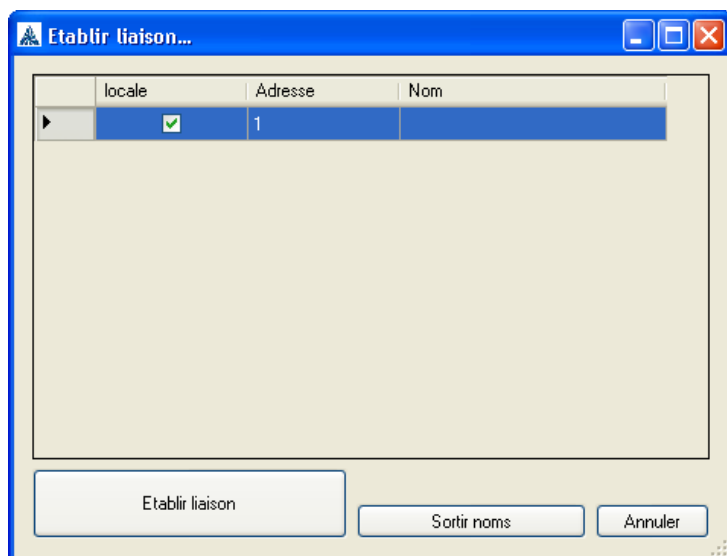 Etablir liaison...
locale Adresse Nom
1
Etablir liaison Sortir noms Annuler